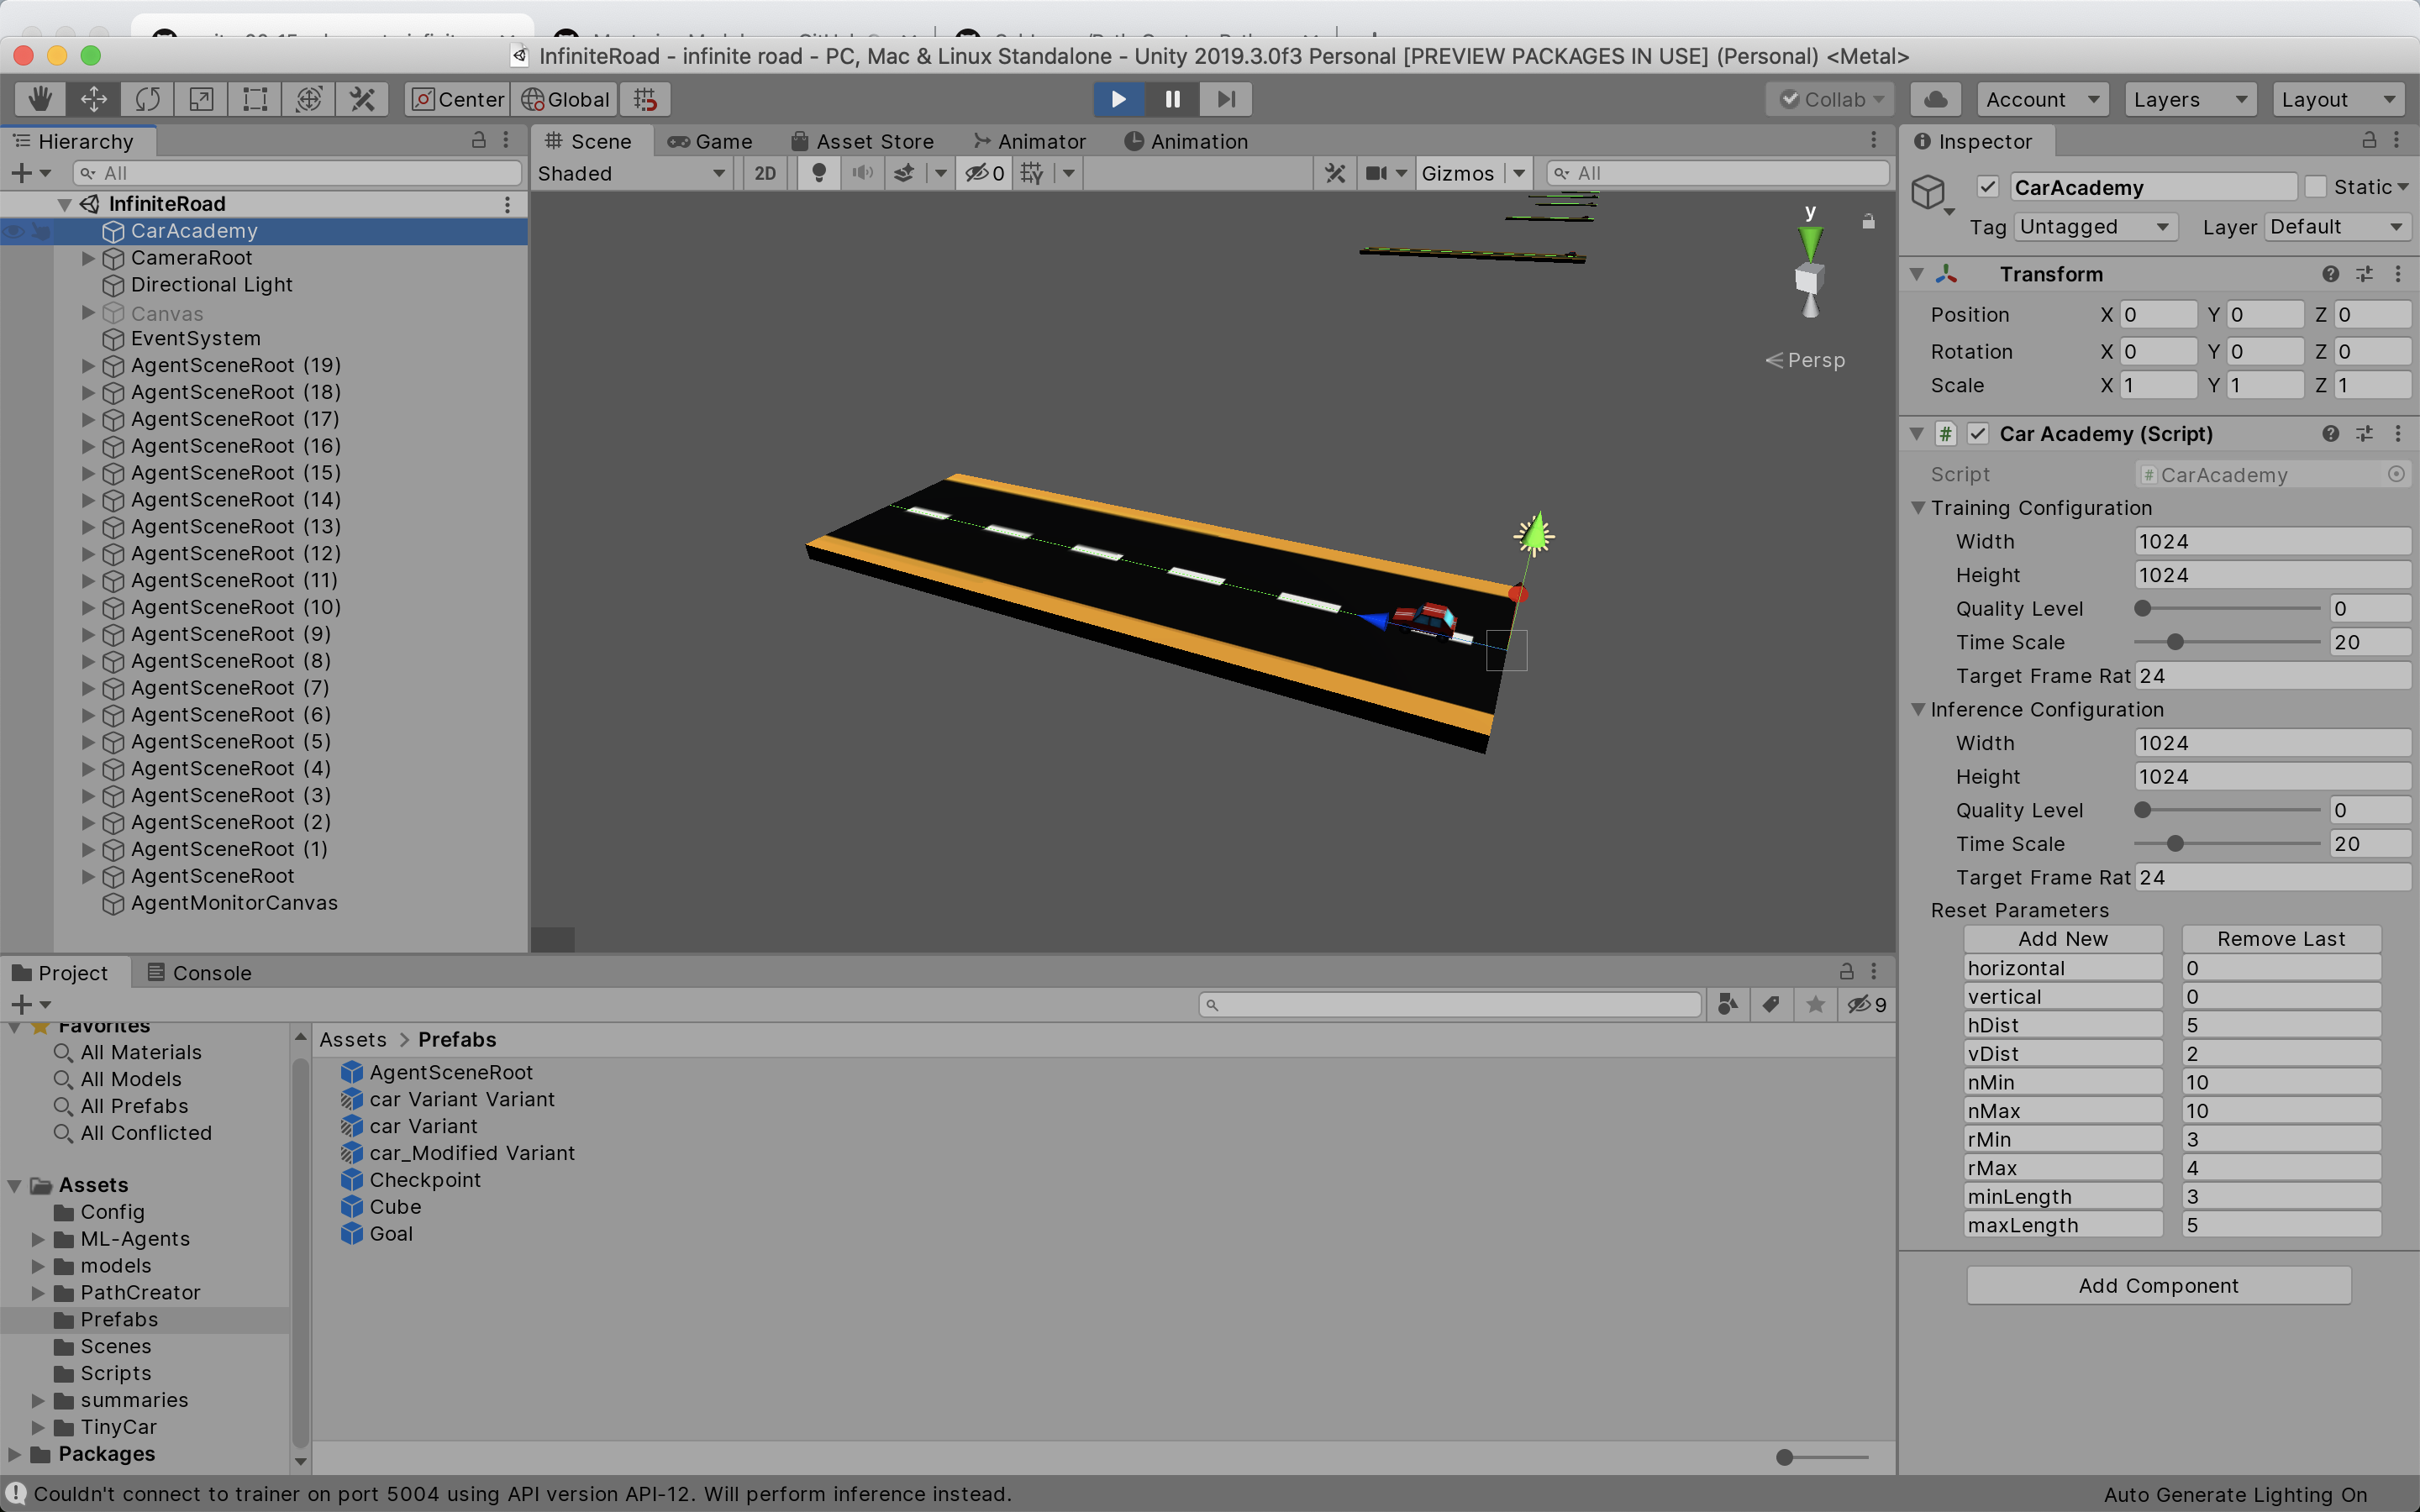 InfiniteRoad - infinite road - PC, Mac & Linux Standalone - Unity 2019.3.0f3 Personal [PREVIEW PACKAGES IN USE] (Personal) <Metal>
Center Global Collab Account Layers Layout
Hierarchy
All
InfiniteRoad
CarAcademy
CameraRoot
Directional Light
Canvas
EventSystem
AgentSceneRoot (19)
AgentSceneRoot (18)
AgentSceneRoot (17)
AgentSceneRoot (16)
AgentSceneRoot (15)
AgentSceneRoot (14)
AgentSceneRoot (13)
AgentSceneRoot (12)
AgentSceneRoot (11)
AgentSceneRoot (10)
AgentSceneRoot (9)
AgentSceneRoot (8)
AgentSceneRoot (7)
AgentSceneRoot (6)
AgentSceneRoot (5)
AgentSceneRoot (4)
AgentSceneRoot (3)
AgentSceneRoot (2)
AgentSceneRoot (1)
AgentSceneRoot
AgentMonitorCanvas
Scene Game Asset Store Animator Animation
Shaded 2D 0 Gizmos All
y
Persp
Inspector
CarAcademy Static
Tag Untagged Layer Default
Transform
Position X 0 Y 0 Z 0
Rotation X 0 Y 0 Z 0
Scale X 1 Y 1 Z 1
# Car Academy (Script)
Script # CarAcademy
Training Configuration
Width 1024
Height 1024
Quality Level 0
Time Scale 20
Target Frame Rat 24
Inference Configuration
Width 1024
Height 1024
Quality Level 0
Time Scale 20
Target Frame Rat 24
Reset Parameters
Add New Remove Last
horizontal 0
vertical 0
hDist 5
vDist 2
nMin 10
nMax 10
rMin 3
rMax 4
minLength 3
maxLength 5
Add Component
Project Console
9
Favorites
All Materials
All Models
All Prefabs
All Conflicted
Assets
Config
ML-Agents
models
PathCreator
Prefabs
Scenes
Scripts
summaries
TinyCar
Packages
Assets > Prefabs
AgentSceneRoot
car Variant Variant
car Variant
car_Modified Variant
Checkpoint
Cube
Goal
Couldn't connect to trainer on port 5004 using API version API-12. Will perform inference instead.
Auto Generate Lighting On